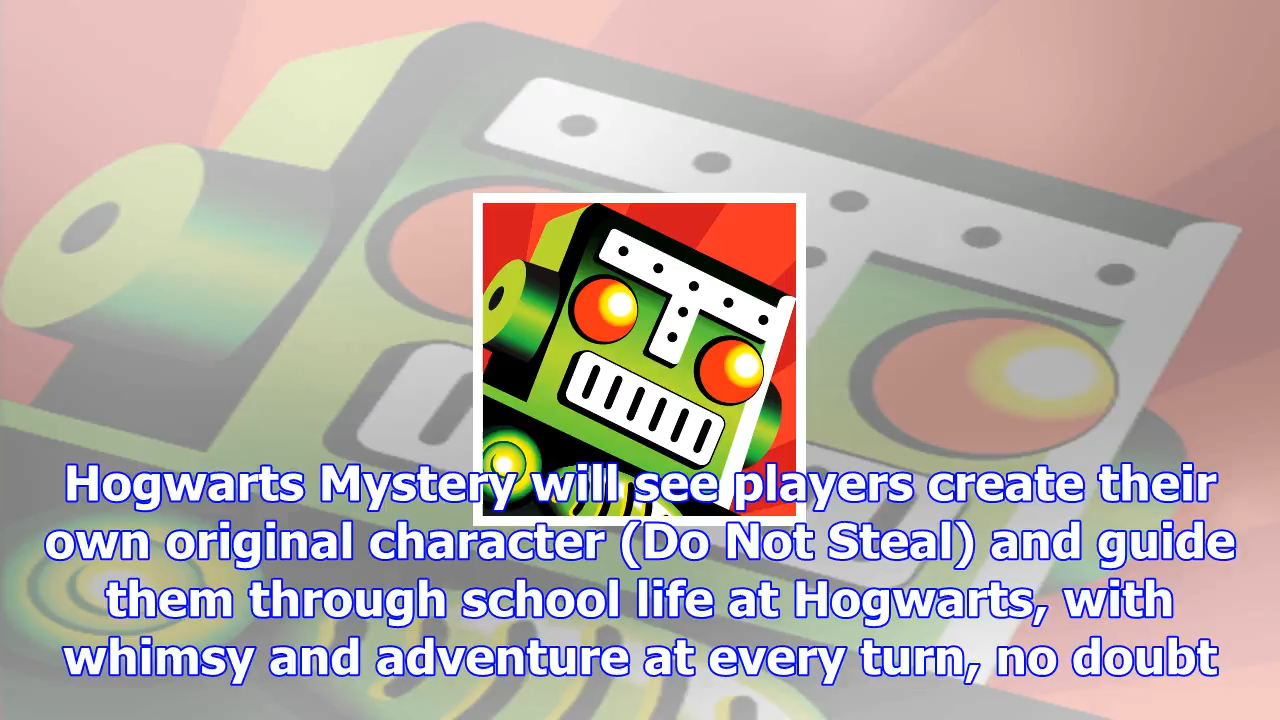 Hogwarts Mystery will see players create their
own original character (Do Not Steal) and guide
them through school life at Hogwarts, with
whimsy and adventure at every turn, no doubt